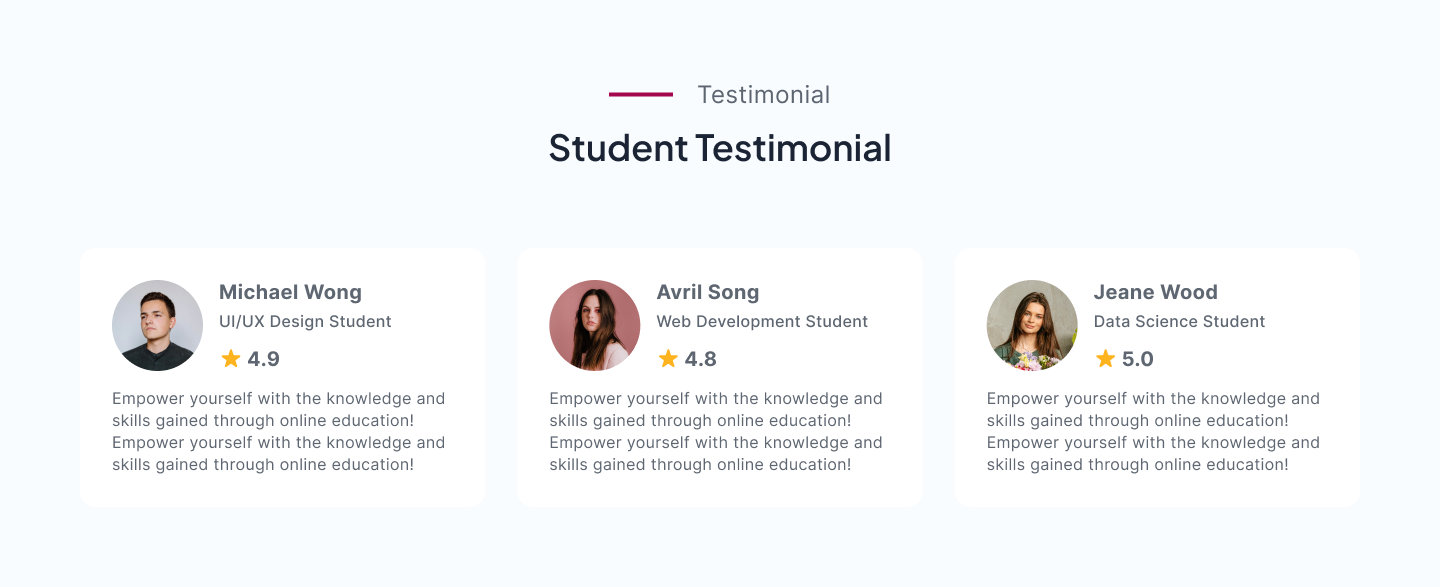 Testimonial
Student Testimonial
Michael Wong
UI/UX Design Student
4.9
Empower yourself with the knowledge and
skills gained through online education!
Empower yourself with the knowledge and
skills gained through online education!
Avril Song
Web Development Student
4.8
Empower yourself with the knowledge and
skills gained through online education!
Empower yourself with the knowledge and
skills gained through online education!
Jeane Wood
Data Science Student
5.0
Empower yourself with the knowledge and
skills gained through online education!
Empower yourself with the knowledge and
skills gained through online education!